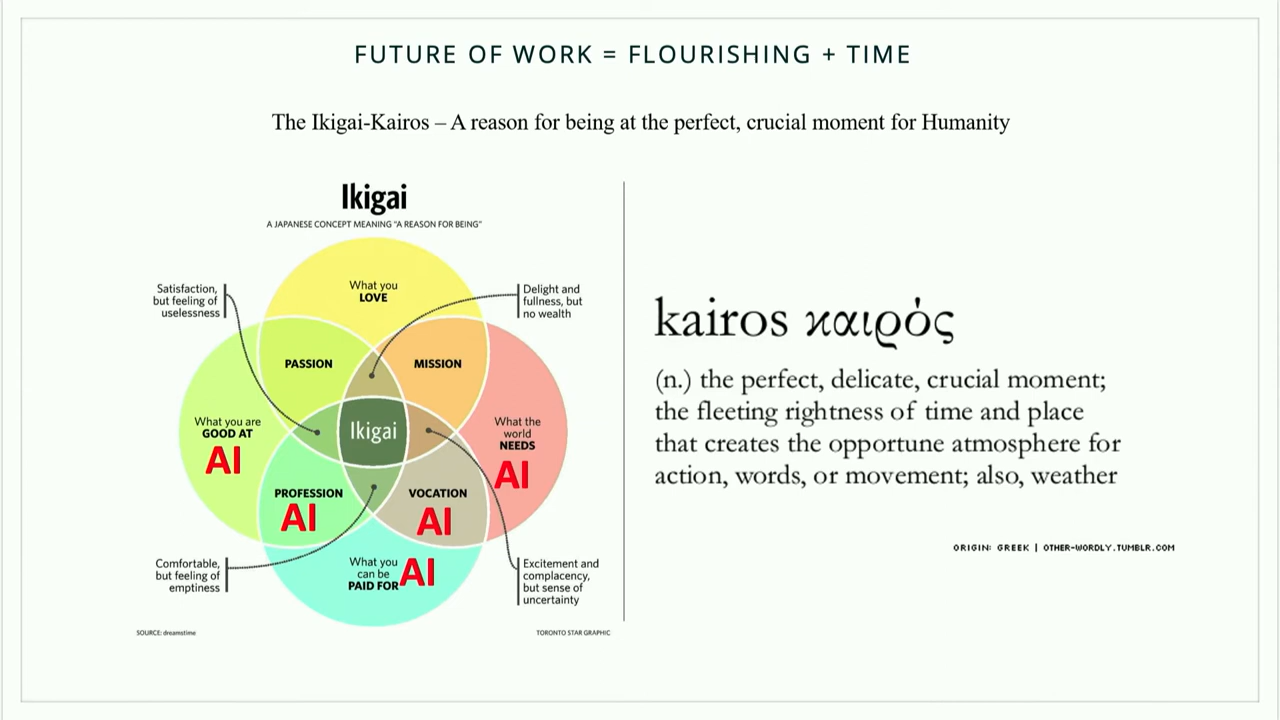 FUTURE OF WORK = FLOURISHING + TIME
The Ikigai-Kairos – A reason for being at the perfect, crucial moment for Humanity
Ikigai
A JAPANESE CONCEPT MEANING "A REASON FOR BEING"
Satisfaction,
but feeling of
uselessness
What you
LOVE
Delight and
fullness, but
no wealth
PASSION
MISSION
What you are
GOOD AT
AI
Ikigai
What the
world
NEEDS
AI
PROFESSION
AI
VOCATION
AI
Comfortable,
but feeling of
emptiness
What you
can be
PAID FOR
AI
Excitement and
complacency,
but sense of
uncertainty
SOURCE: dreamstime
TORONTO STAR GRAPHIC
kairos καιρός
(n.) the perfect, delicate, crucial moment;
the fleeting rightness of time and place
that creates the opportune atmosphere for
action, words, or movement; also, weather
ORIGIN: GREEK | OTHER-WORDLY.TUMBLR.COM